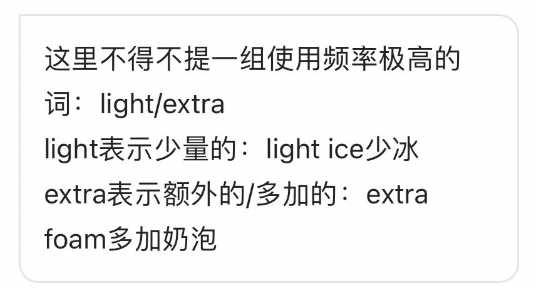 这里不得不提一组使用频率极高的
词：light/extra
light表示少量的：light ice少冰
extra表示额外的/多加的：extra
foam多加奶泡